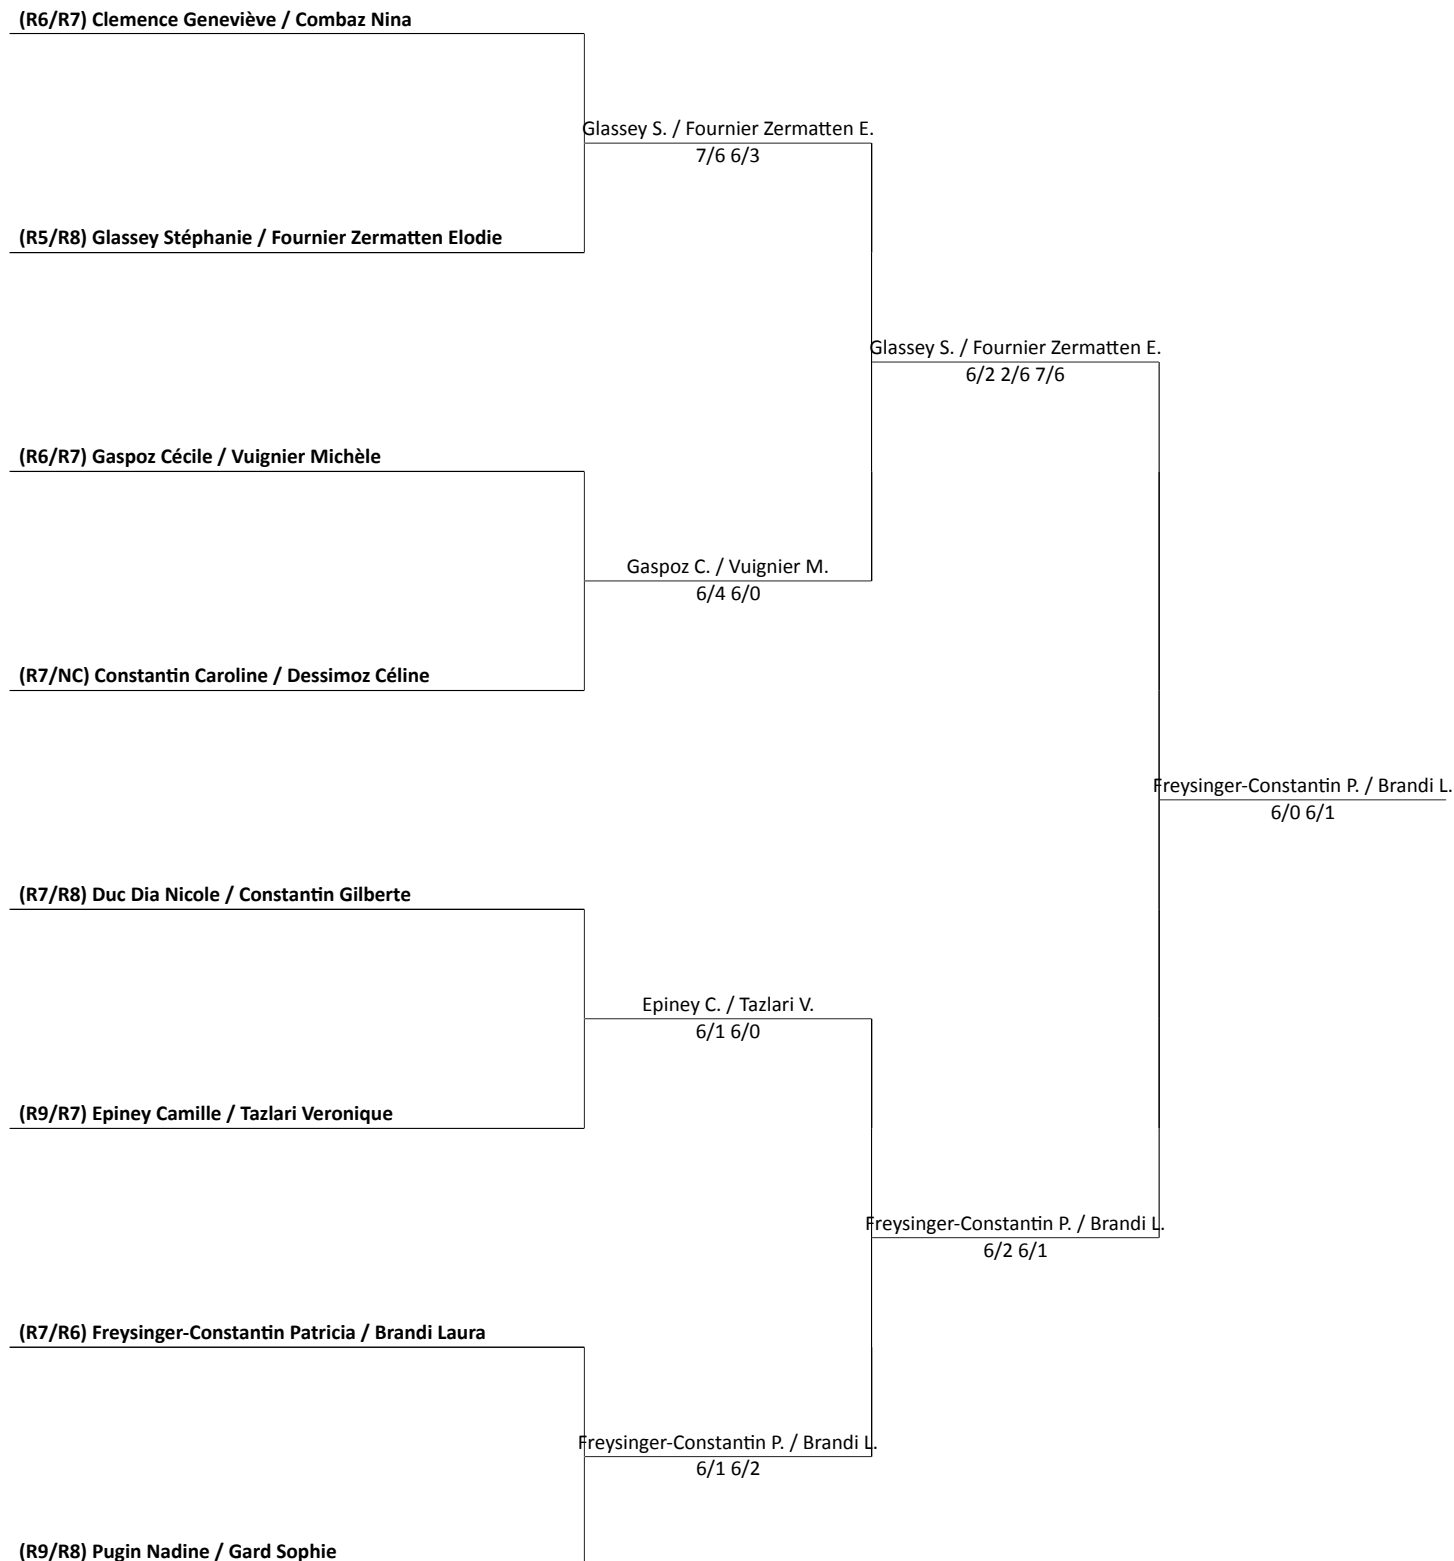 (R6/R7) Clemence Geneviève / Combaz Nina
Glassey S. / Fournier Zermatten E.
7/6 6/3
(R5/R8) Glassey Stéphanie / Fournier Zermatten Elodie
Glassey S. / Fournier Zermatten E.
6/2 2/6 7/6
(R6/R7) Gaspoz Cécile / Vuignier Michèle
Gaspoz C. / Vuignier M.
6/4 6/0
(R7/NC) Constantin Caroline / Dessimoz Céline
Freysinger-Constantin P. / Brandi L.
6/0 6/1
(R7/R8) Duc Dia Nicole / Constantin Gilberte
Epiney C. / Tazlari V.
6/1 6/0
(R9/R7) Epiney Camille / Tazlari Veronique
Freysinger-Constantin P. / Brandi L.
6/2 6/1
(R7/R6) Freysinger-Constantin Patricia / Brandi Laura
Freysinger-Constantin P. / Brandi L.
6/1 6/2
(R9/R8) Pugin Nadine / Gard Sophie